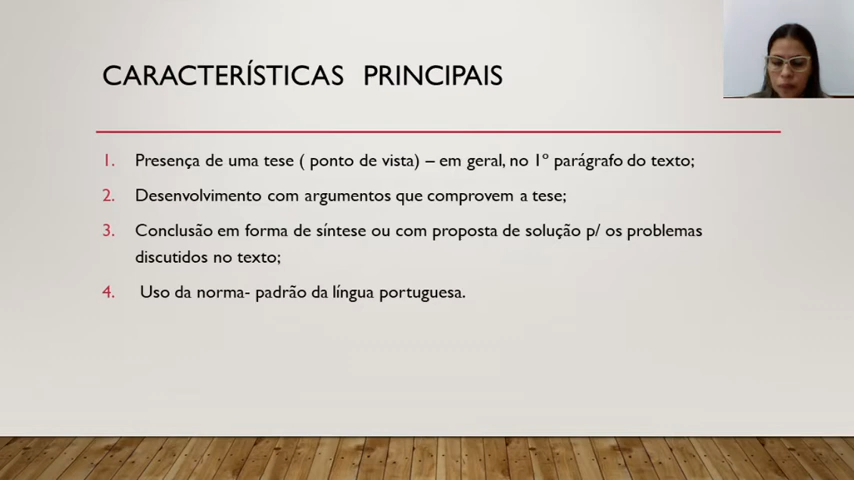 CARACTERÍSTICAS PRINCIPAIS
1. Presença de uma tese ( ponto de vista) – em geral, no 1º parágrafo do texto;
2. Desenvolvimento com argumentos que comprovem a tese;
3. Conclusão em forma de síntese ou com proposta de solução p/ os problemas
discutidos no texto;
4. Uso da norma- padrão da língua portuguesa.